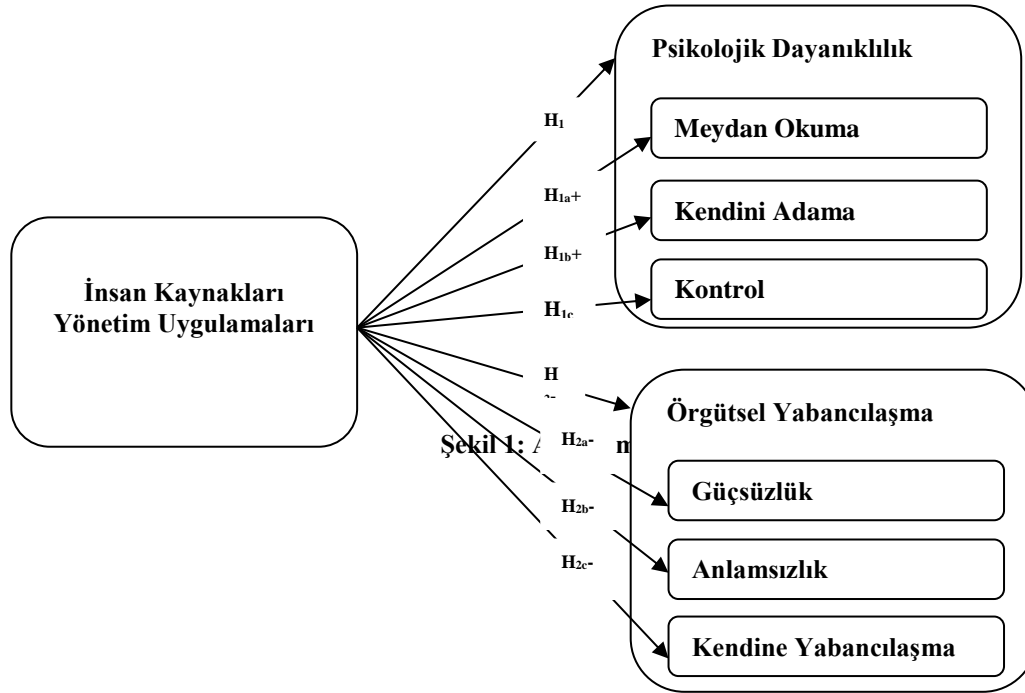 Psikolojik Dayanıklılık
H₁
Meydan Okuma
H₁ₐ+
Kendini Adama
H₁b+
Kontrol
H₁c
İnsan Kaynakları
Yönetim Uygulamaları
H
Örgütsel Yabancılaşma
Şekil 1:
H₂ₐ-
Güçsüzlük
H₂b-
Anlamsızlık
H₂c-
Kendine Yabancılaşma